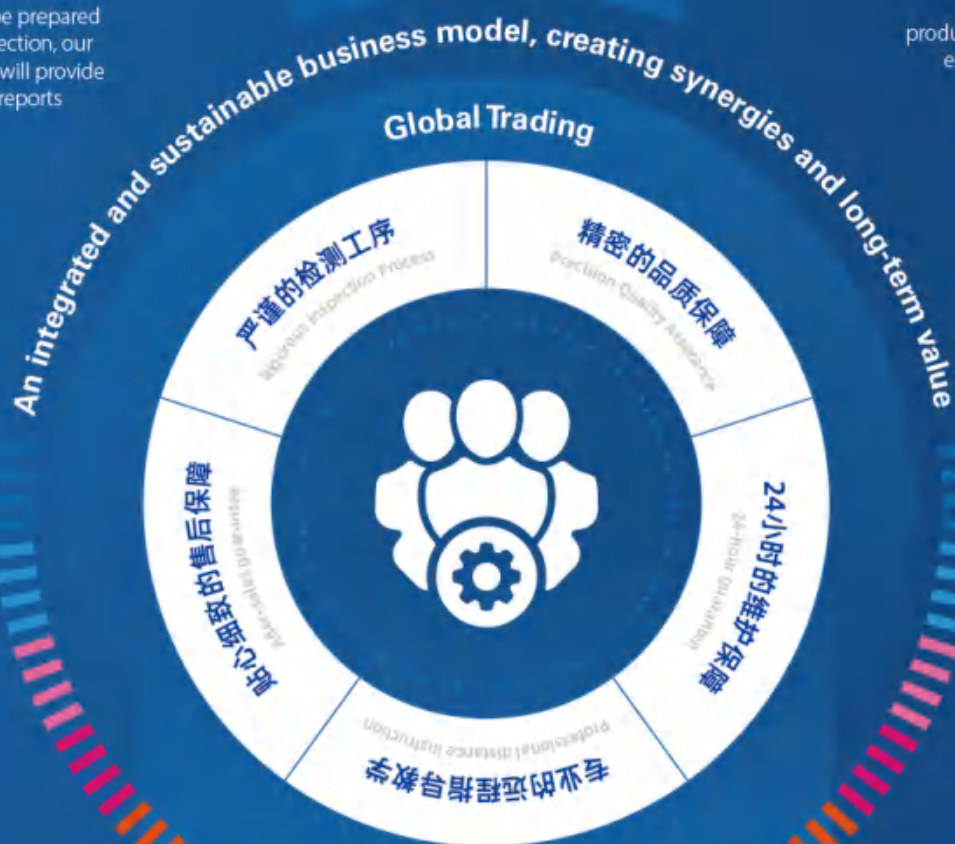 be prepared
ection, our
will provide
reports
produ
e
An integrated and sustainable business model, creating synergies and long-term value
Global Trading
严谨的检测工序
Rigorous Inspection Process
精密的品质保障
Precision Quality Assurance
24小时的维护保障
24-hour guarantee
专业的远程指导教学
Professional distance instruction
贴心细致的售后保障
After-sales guarantee